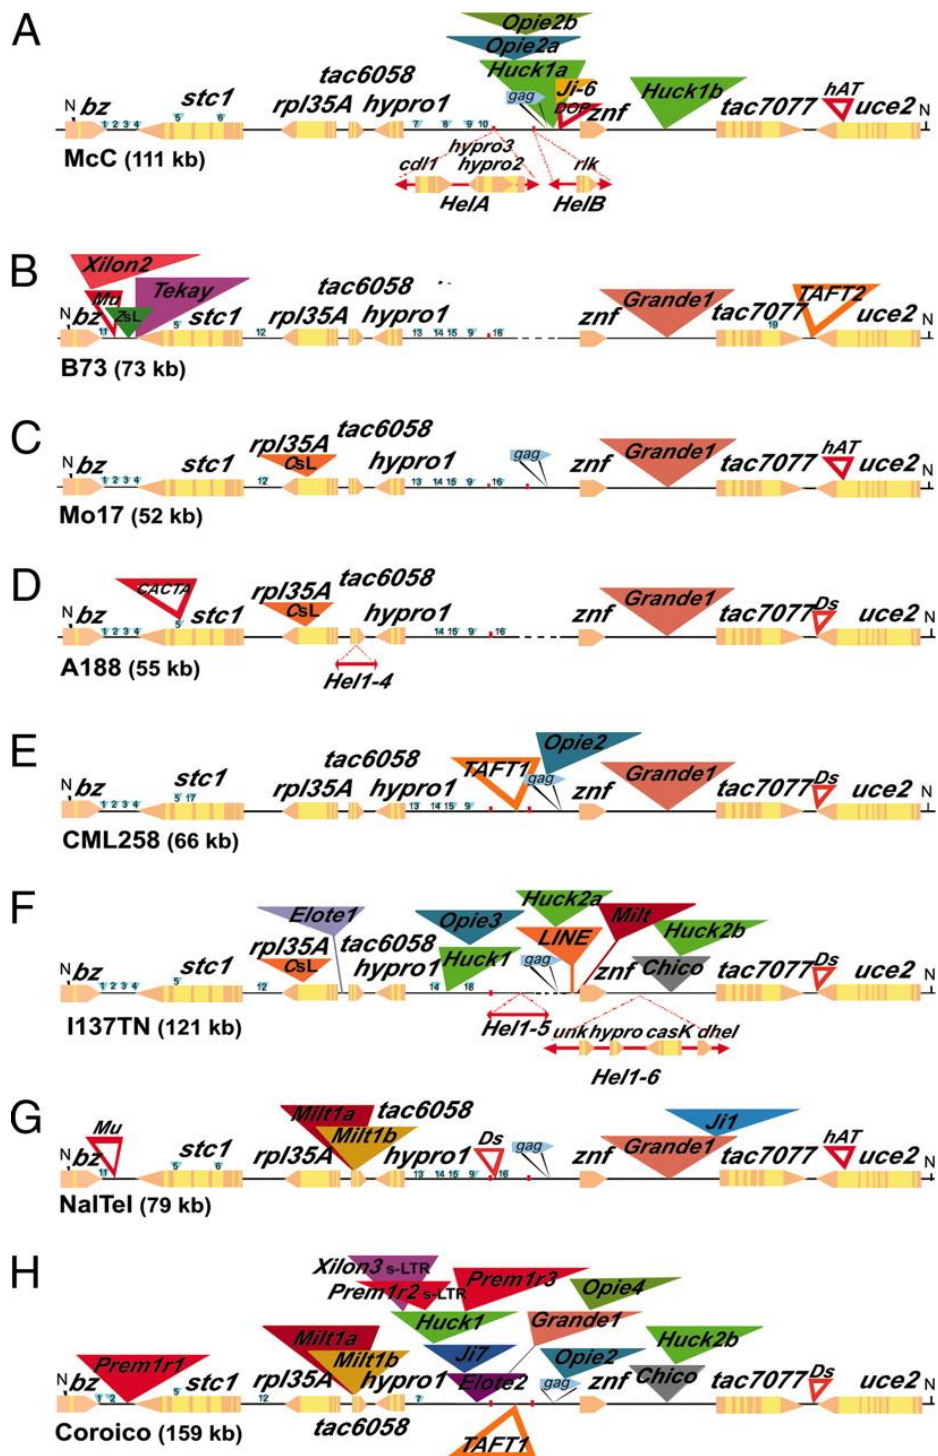 A
Opie2b
Opie2a
tac6058
Huck1a
stc1
gag
Ji-6
Huck1b
hAT
N bz
rpl35A hypro1
DOP
znf
tac7077
uce2 N
1 2 3 4 5 6 7 8 9 10
McC (111 kb)
hypro3
cdl1
hypro2
rlk
HelA
HelB
B
Xilon2
tac6058
Mu
Tekay
Grande1
TAFT2
N bz
ZsL
stc1
rpl35A
hypro1
znf
tac7077
uce2 N
11 5 12 13 14 15 9 16 19
B73 (73 kb)
C
tac6058
rpl35A
hAT
N bz
stc1
CsL
hypro1
gag
znf
Grande1
tac7077
uce2 N
1 2 3 4 12 13 14 15 9 16
Mo17 (52 kb)
D
tac6058
CACTA
rpl35A
Grande1
Ds
N bz
stc1
CsL
hypro1
znf
tac7077
uce2 N
1 2 3 4 5 14 15 9 16
A188 (55 kb)
Hel1-4
E
Opie2
tac6058
TAFT1
N bz
stc1
rpl35A
hypro1
gag
znf
Grande1
tac7077
Ds
uce2 N
1 2 3 4 5 17 13 14 15 9
CML258 (66 kb)
F
Huck2a
Elote1
Opie3
Milt
Huck2b
rpl35A
tac6058
LINE
N bz
stc1
CsL
hypro1
Huck1
gag
znf
Chico
tac7077
Ds
uce2 N
1 2 3 4 12 14 18
I137TN (121 kb)
Hel1-5
unk hypro casK dhel
Hel1-6
G
Milt1a
tac6058
Mu
Milt1b
Ji1
N bz
stc1
rpl35A
hypro1
Ds
gag
znf
Grande1
tac7077
hAT
uce2 N
11 5 6 13 14 15 9 16
NalTel (79 kb)
H
Xilon3 s-LTR
Prem1r2 s-LTR
Prem1r3
Opie4
Huck1
Grande1
Milt1a
Huck2b
Prem1r1
Milt1b
Ji7
Opie2
N bz
stc1
rpl35A
hypro1
Elote2
gag
znf
Chico
tac7077
Ds
uce2 N
1 2 7
Coroico (159 kb)
tac6058
TAFT1